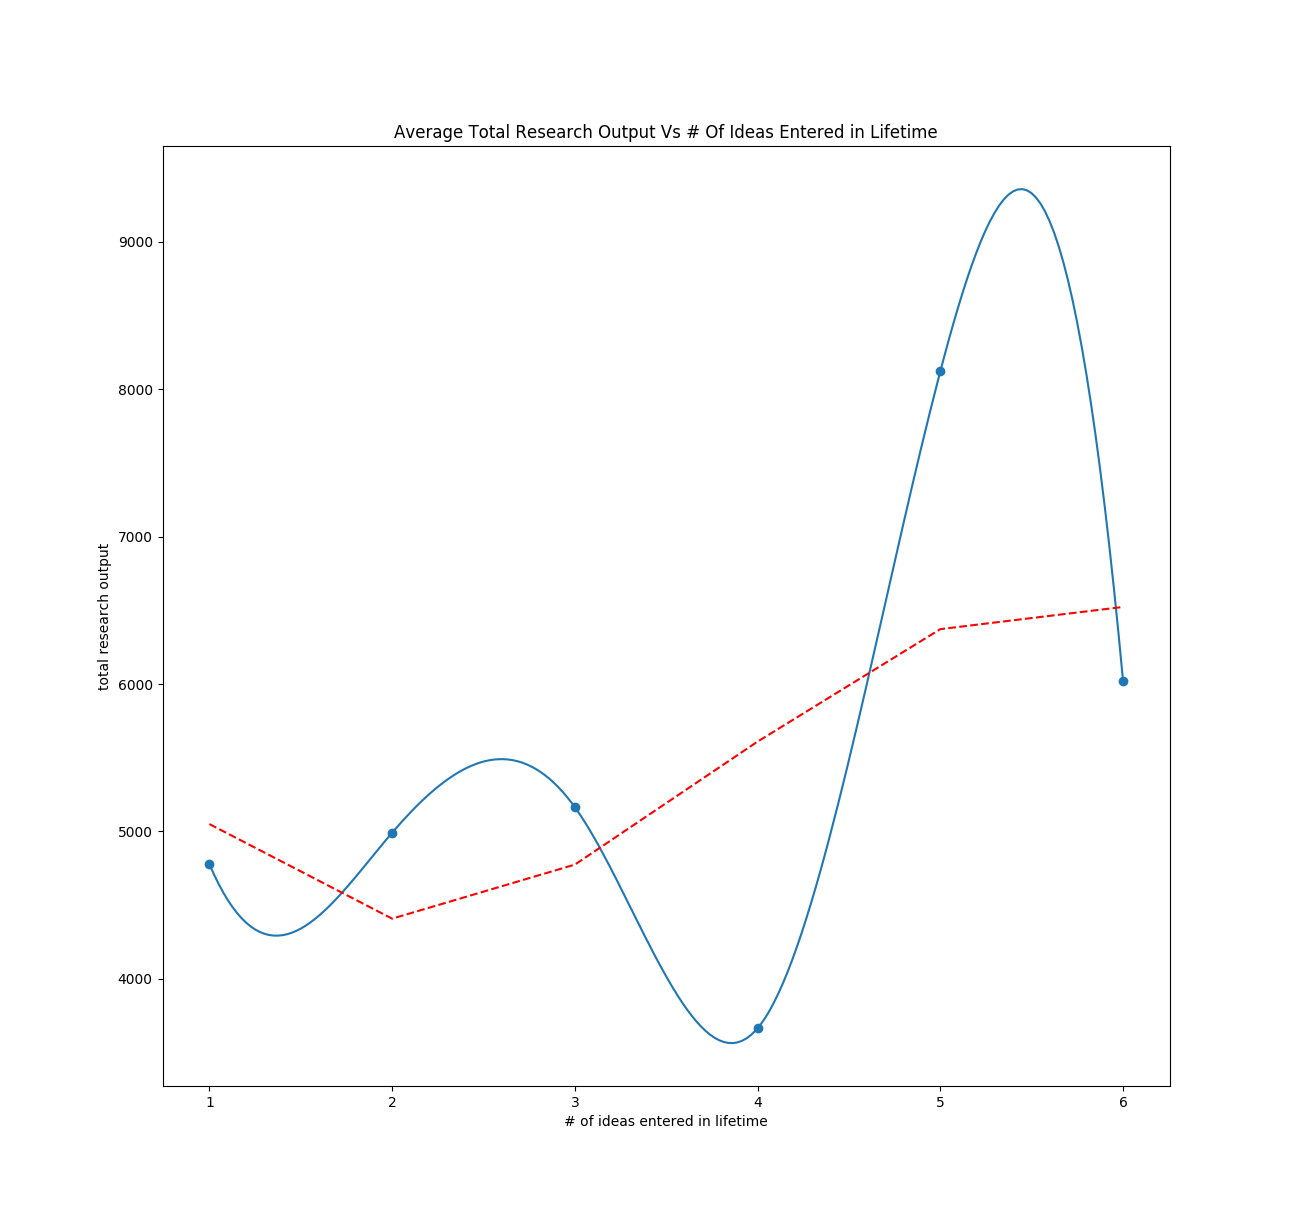 Average Total Research Output Vs # Of Ideas Entered in Lifetime
9000
8000
7000
6000
5000
4000
total research output
1 2 3 4 5 6
# of ideas entered in lifetime